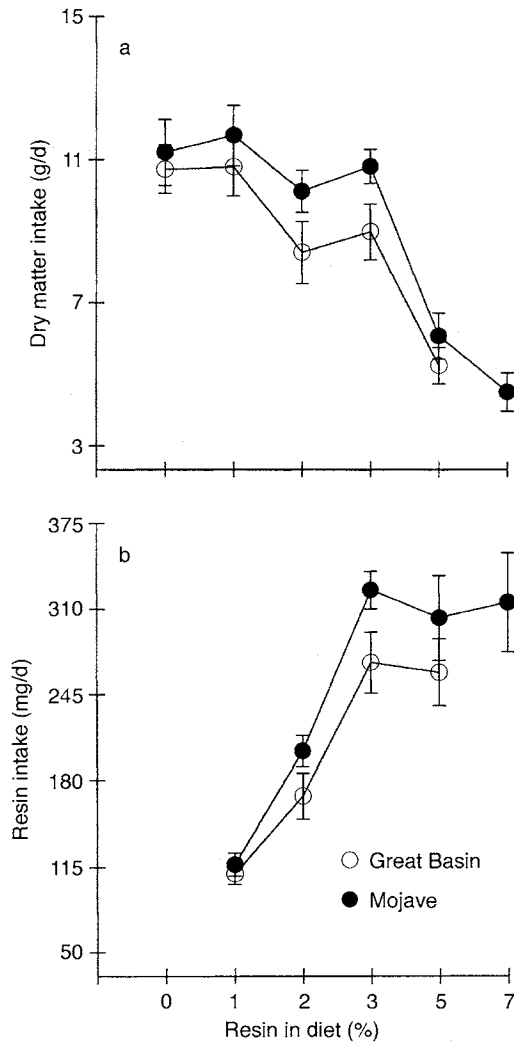 a
Dry matter intake (g/d)
15
11
7
3
b
Resin intake (mg/d)
375
310
245
180
115
50
Great Basin
Mojave
0 1 2 3 5 7
Resin in diet (%)